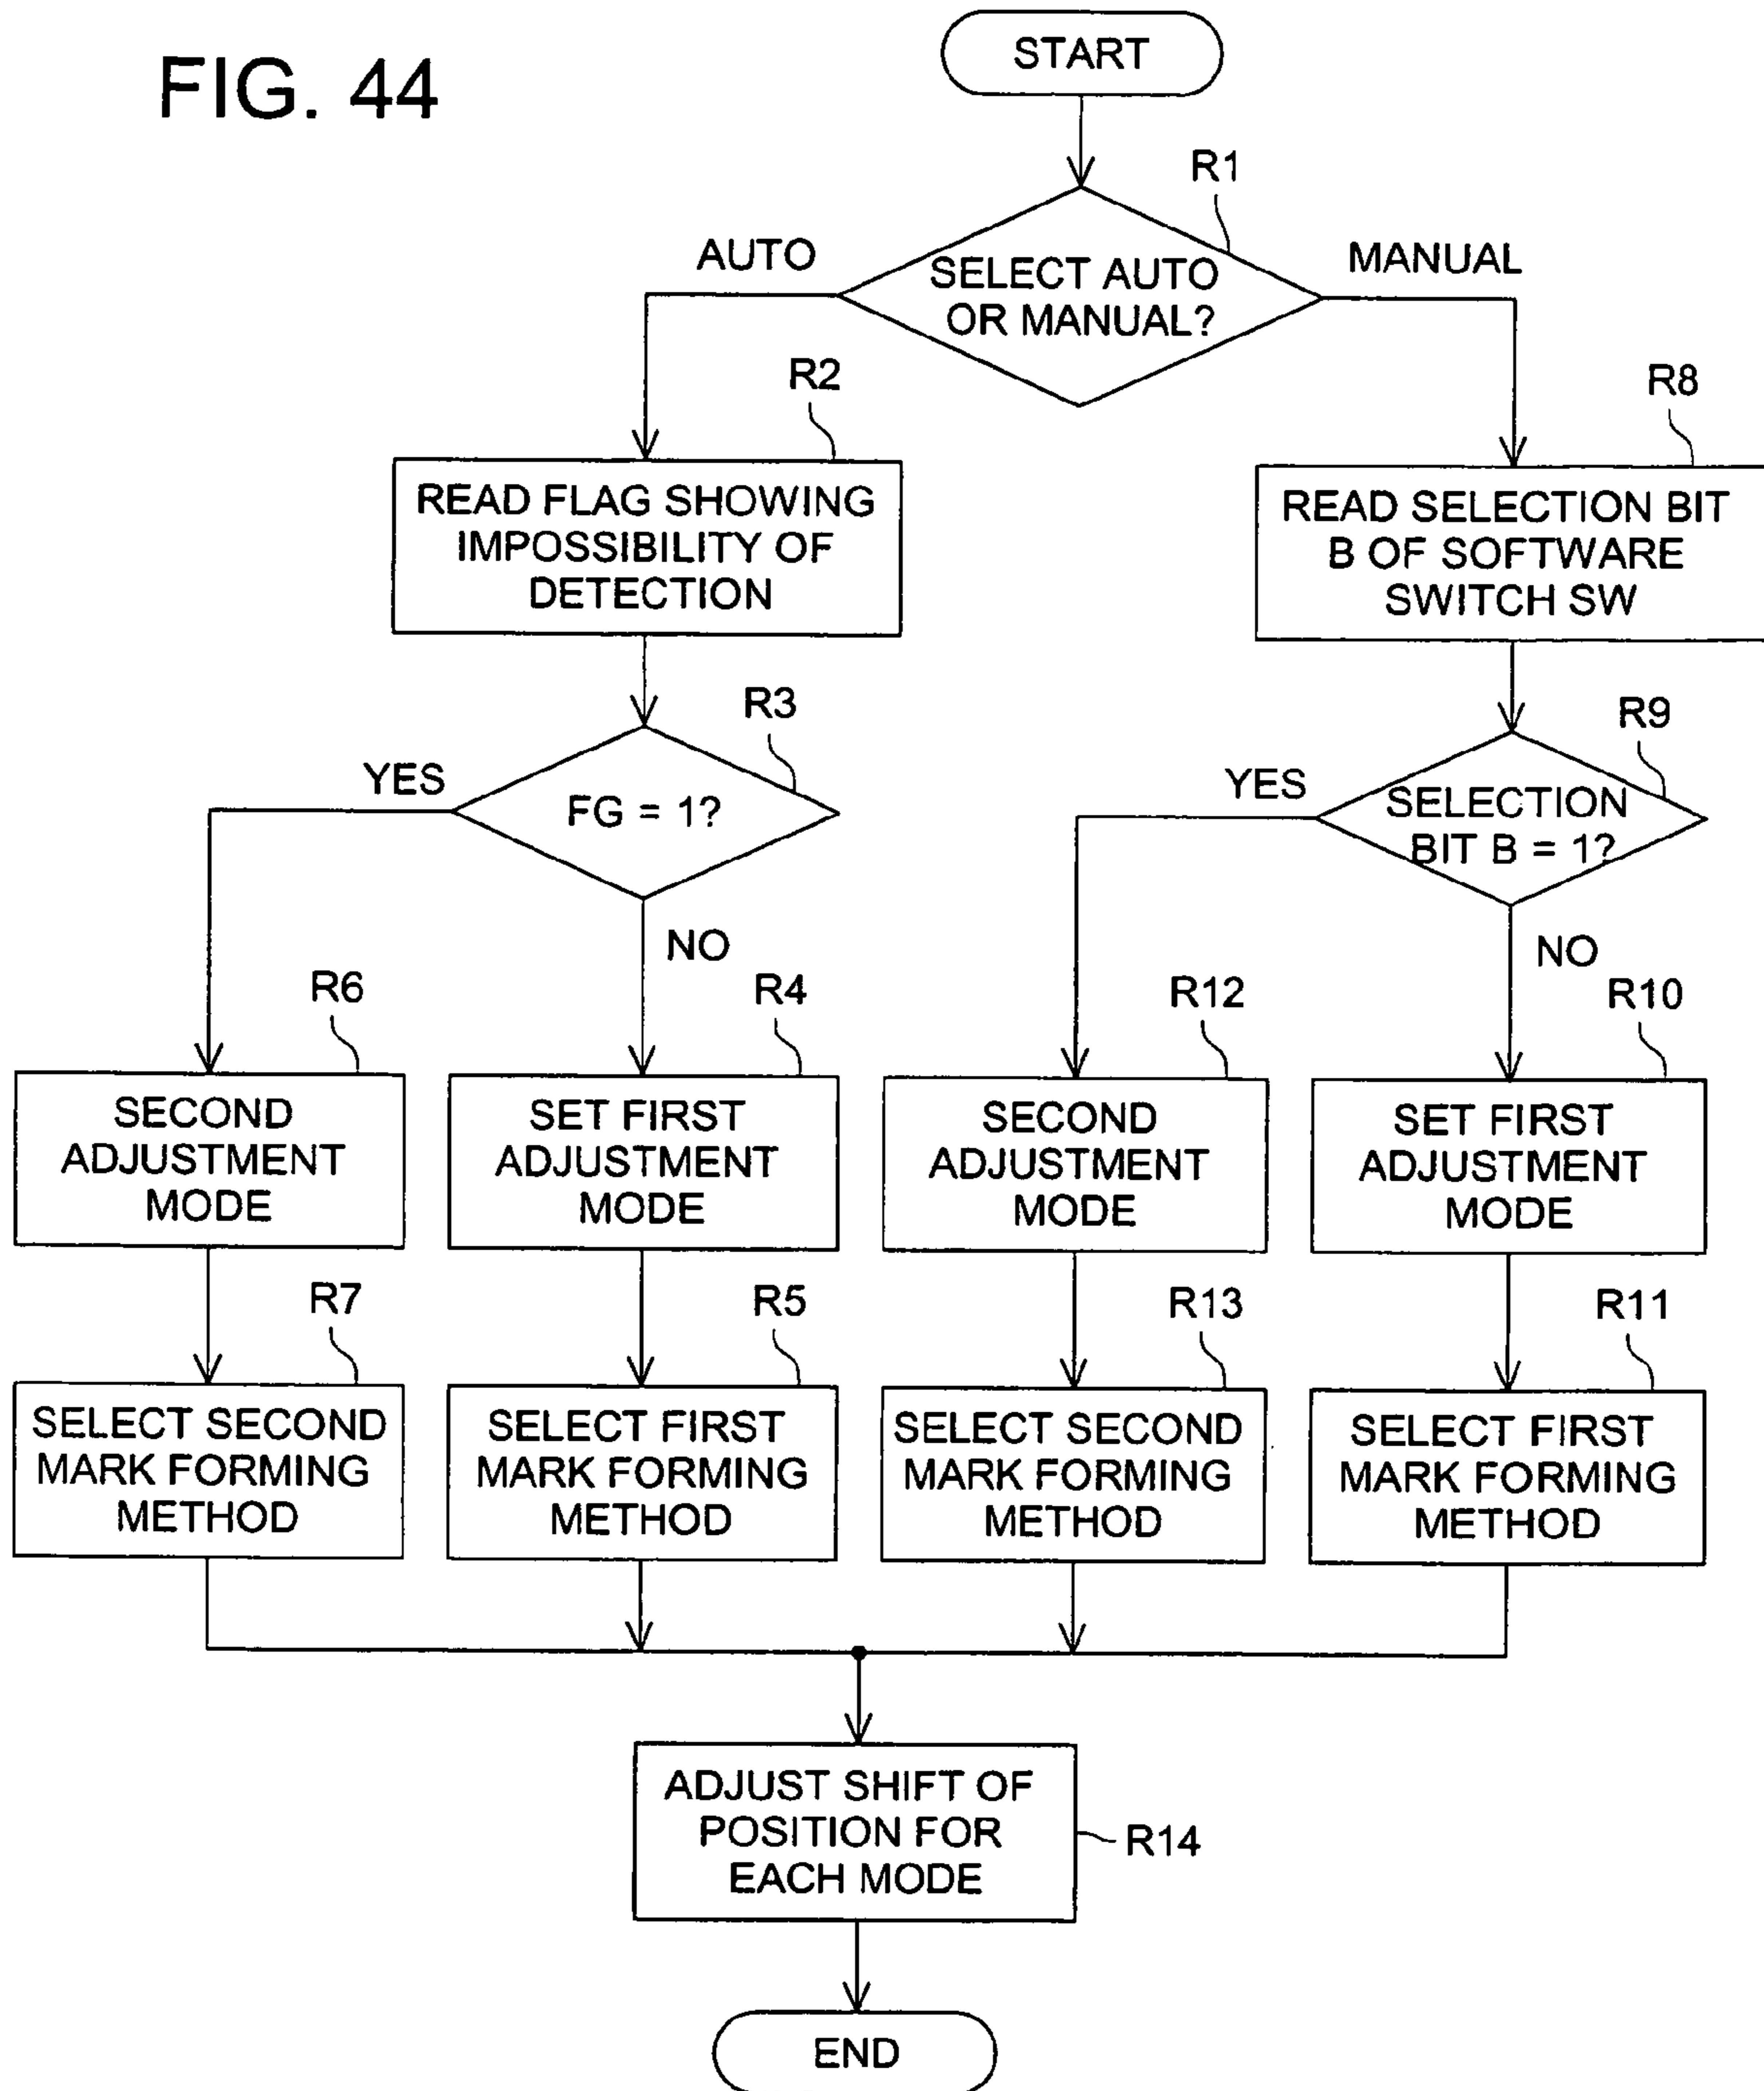 FIG. 44
START
R1
AUTO
MANUAL
SELECT AUTO
OR MANUAL?
R2
R8
READ FLAG SHOWING
IMPOSSIBILITY OF
DETECTION
READ SELECTION BIT
B OF SOFTWARE
SWITCH SW
R3
R9
YES
FG = 1?
NO
YES
SELECTION
BIT B = 1?
NO
R6
R4
R12
R10
SECOND
ADJUSTMENT
MODE
SET FIRST
ADJUSTMENT
MODE
SECOND
ADJUSTMENT
MODE
SET FIRST
ADJUSTMENT
MODE
R7
R5
R13
R11
SELECT SECOND
MARK FORMING
METHOD
SELECT FIRST
MARK FORMING
METHOD
SELECT SECOND
MARK FORMING
METHOD
SELECT FIRST
MARK FORMING
METHOD
ADJUST SHIFT OF
POSITION FOR
EACH MODE
R14
END